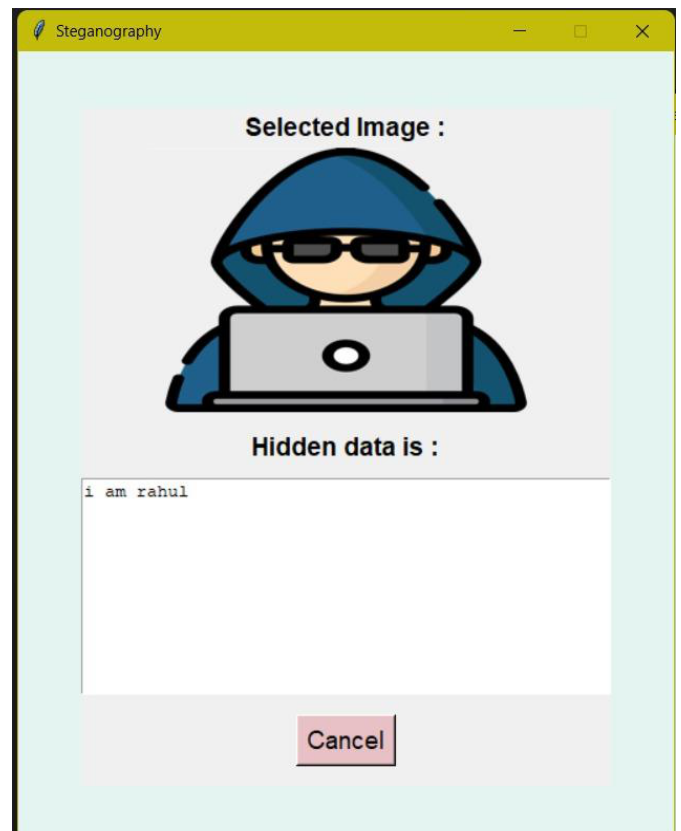 Steganography
Selected Image :
Hidden data is :
i am rahul
Cancel